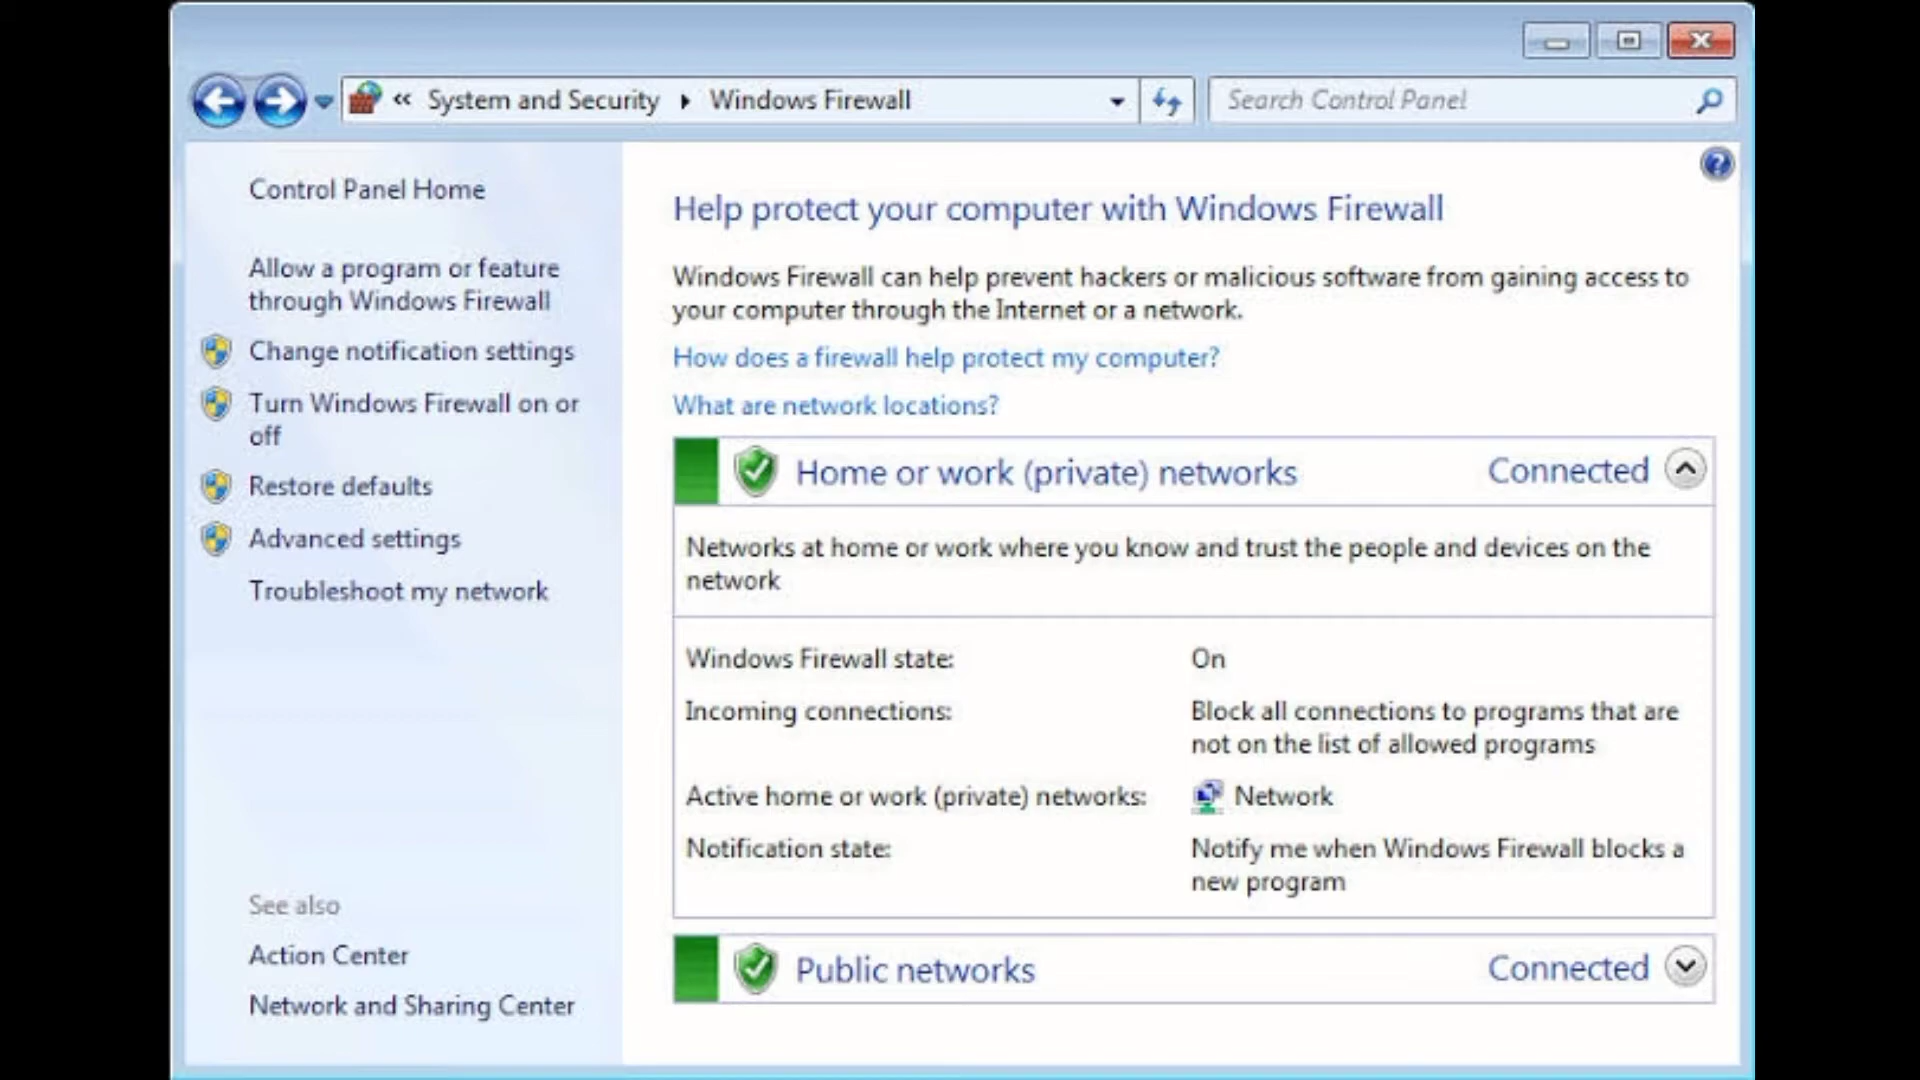 « System and Security ▸ Windows Firewall
Search Control Panel
Control Panel Home
Allow a program or feature
through Windows Firewall
Change notification settings
Turn Windows Firewall on or
off
Restore defaults
Advanced settings
Troubleshoot my network
See also
Action Center
Network and Sharing Center
Help protect your computer with Windows Firewall
Windows Firewall can help prevent hackers or malicious software from gaining access to
your computer through the Internet or a network.
How does a firewall help protect my computer?
What are network locations?
Home or work (private) networks Connected
Networks at home or work where you know and trust the people and devices on the
network
Windows Firewall state: On
Incoming connections: Block all connections to programs that are
not on the list of allowed programs
Active home or work (private) networks: Network
Notification state: Notify me when Windows Firewall blocks a
new program
Public networks Connected